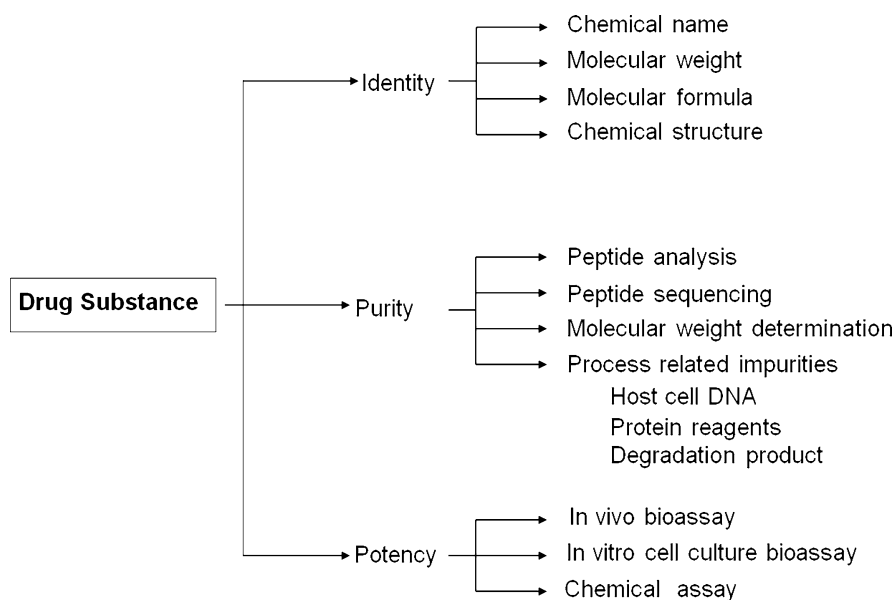 Chemical name
Molecular weight
Identity
Molecular formula
Chemical structure
Peptide analysis
Peptide sequencing
Drug Substance
Purity
Molecular weight determination
Process related impurities
Host cell DNA
Protein reagents
Degradation product
In vivo bioassay
Potency
In vitro cell culture bioassay
Chemical assay